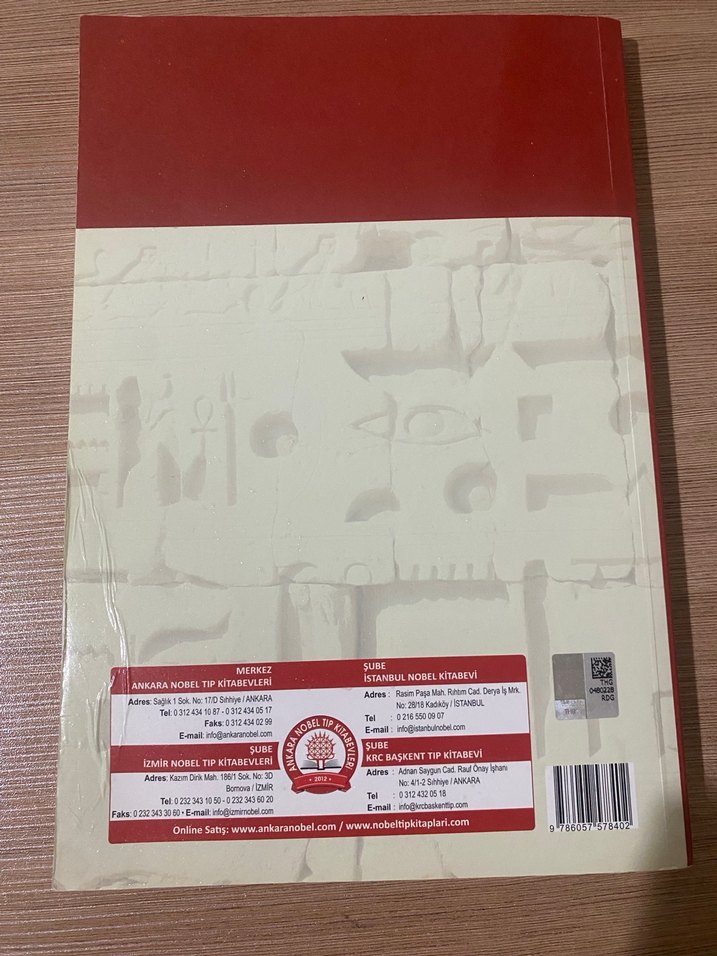 MERKEZ
ANKARA NOBEL TIP KİTABEVLERİ
Adres: Sağlık 1 Sok. No: 17/D Sıhhiye / ANKARA
Tel: 0 312 434 10 87 - 0 312 434 05 17
Faks: 0 312 434 02 99
E-mail: info@ankaranobel.com
ŞUBE
İSTANBUL NOBEL KİTABEVİ
Adres : Rasim Paşa Mah. Rıhtım Cad. Derya İş Mrk.
No: 28/18 Kadıköy / İSTANBUL
Tel : 0 216 550 09 07
E-mail : info@istanbulnobel.com
ŞUBE
İZMİR NOBEL TIP KİTABEVLERİ
Adres: Kazım Dirik Mah. 186/1 Sok. No: 3D
Bornova / İZMİR
Tel: 0 232 343 10 50 - 0 232 343 60 20
Faks: 0 232 343 30 60 • E-mail: info@izmirnobel.com
ŞUBE
KRC BAŞKENT TIP KİTABEVİ
Adres : Adnan Saygun Cad. Rauf Onay İşhanı
No: 4/1-2 Sıhhiye / ANKARA
Tel : 0 312 432 05 18
E-mail : info@krcbaskenttip.com
ANKARA NOBEL TIP KİTABEVLERİ
• 2012 •
Online Satış: www.ankaranobel.com / www.nobeltipkitaplari.com
THG
0480228
RDG
9 786057 578402